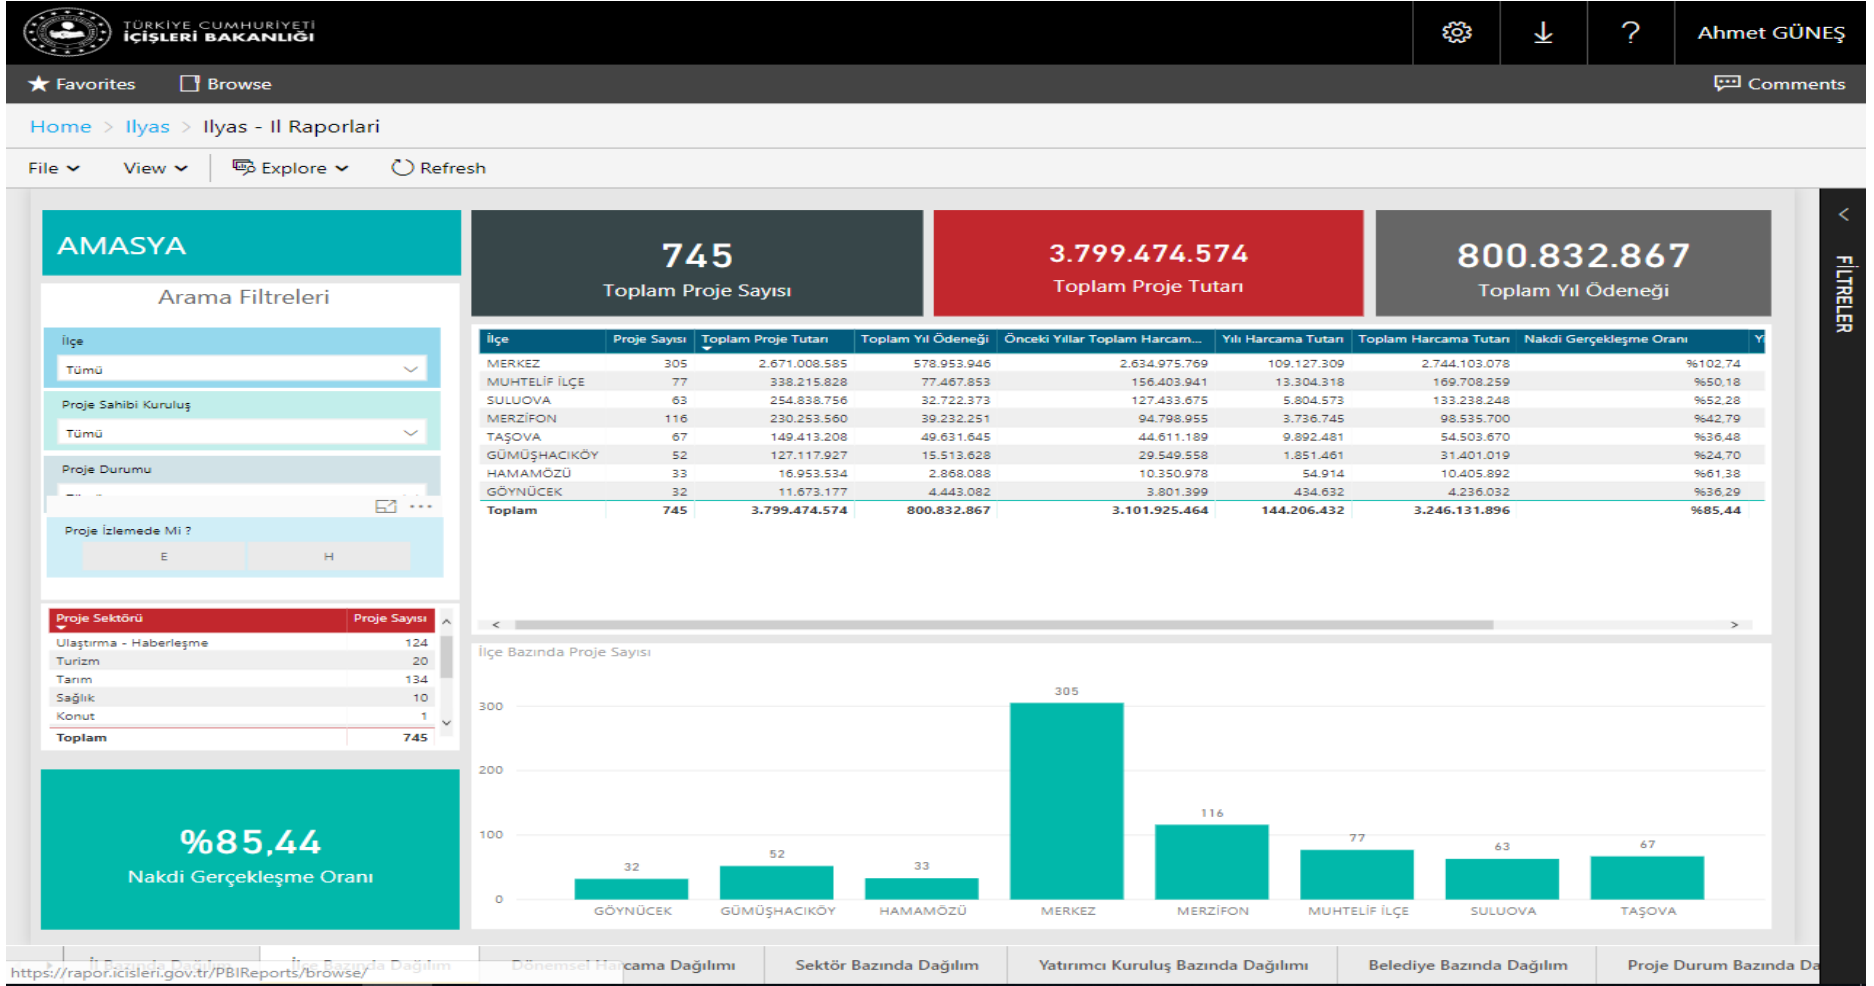 TÜRKİYE CUMHURİYETİ
İÇİŞLERİ BAKANLIĞI
? Ahmet GÜNEŞ
Favorites Browse Comments
Home > Ilyas > Ilyas - Il Raporlari
File View Explore Refresh
AMASYA
Arama Filtreleri
İlçe
Tümü
Proje Sahibi Kuruluş
Tümü
Proje Durumu
Proje İzlemede Mi ?
E H
Proje Sektörü Proje Sayısı
Ulaştırma - Haberleşme 124
Turizm 20
Tarım 134
Sağlık 10
Konut 1
Toplam 745
%85,44
Nakdi Gerçekleşme Oranı
745
Toplam Proje Sayısı
3.799.474.574
Toplam Proje Tutarı
800.832.867
Toplam Yıl Ödeneği
FİLTRELER
İlçe Proje Sayısı Toplam Proje Tutarı Toplam Yıl Ödeneği Önceki Yıllar Toplam Harcam... Yılı Harcama Tutarı Toplam Harcama Tutarı Nakdi Gerçekleşme Oranı Yı
MERKEZ 305 2.671.008.585 578.953.946 2.634.975.769 109.127.309 2.744.103.078 %102,74
MUHTELİF İLÇE 77 338.215.828 77.467.853 156.403.941 13.304.318 169.708.259 %50,18
SULUOVA 63 254.838.756 32.722.373 127.433.675 5.804.573 133.238.248 %52,28
MERZİFON 116 230.253.560 39.232.251 94.798.955 3.736.745 98.535.700 %42,79
TAŞOVA 67 149.413.208 49.631.645 44.611.189 9.892.481 54.503.670 %36,48
GÜMÜŞHACIKÖY 52 127.117.927 15.513.628 29.549.558 1.851.461 31.401.019 %24,70
HAMAMÖZÜ 33 16.953.534 2.868.088 10.350.978 54.914 10.405.892 %61,38
GÖYNÜCEK 32 11.673.177 4.443.082 3.801.399 434.632 4.236.032 %36,29
Toplam 745 3.799.474.574 800.832.867 3.101.925.464 144.206.432 3.246.131.896 %85,44
İlçe Bazında Proje Sayısı
300
200
100
0
32 52 33 305 116 77 63 67
GÖYNÜCEK GÜMÜŞHACIKÖY HAMAMÖZÜ MERKEZ MERZİFON MUHTELİF İLÇE SULUOVA TAŞOVA
İl Bazında Dağılım İlçe Bazında Dağılım Dönemsel Harcama Dağılımı Sektör Bazında Dağılım Yatırımcı Kuruluş Bazında Dağılımı Belediye Bazında Dağılım Proje Durum Bazında Da
https://rapor.icisleri.gov.tr/PBIReports/browse/